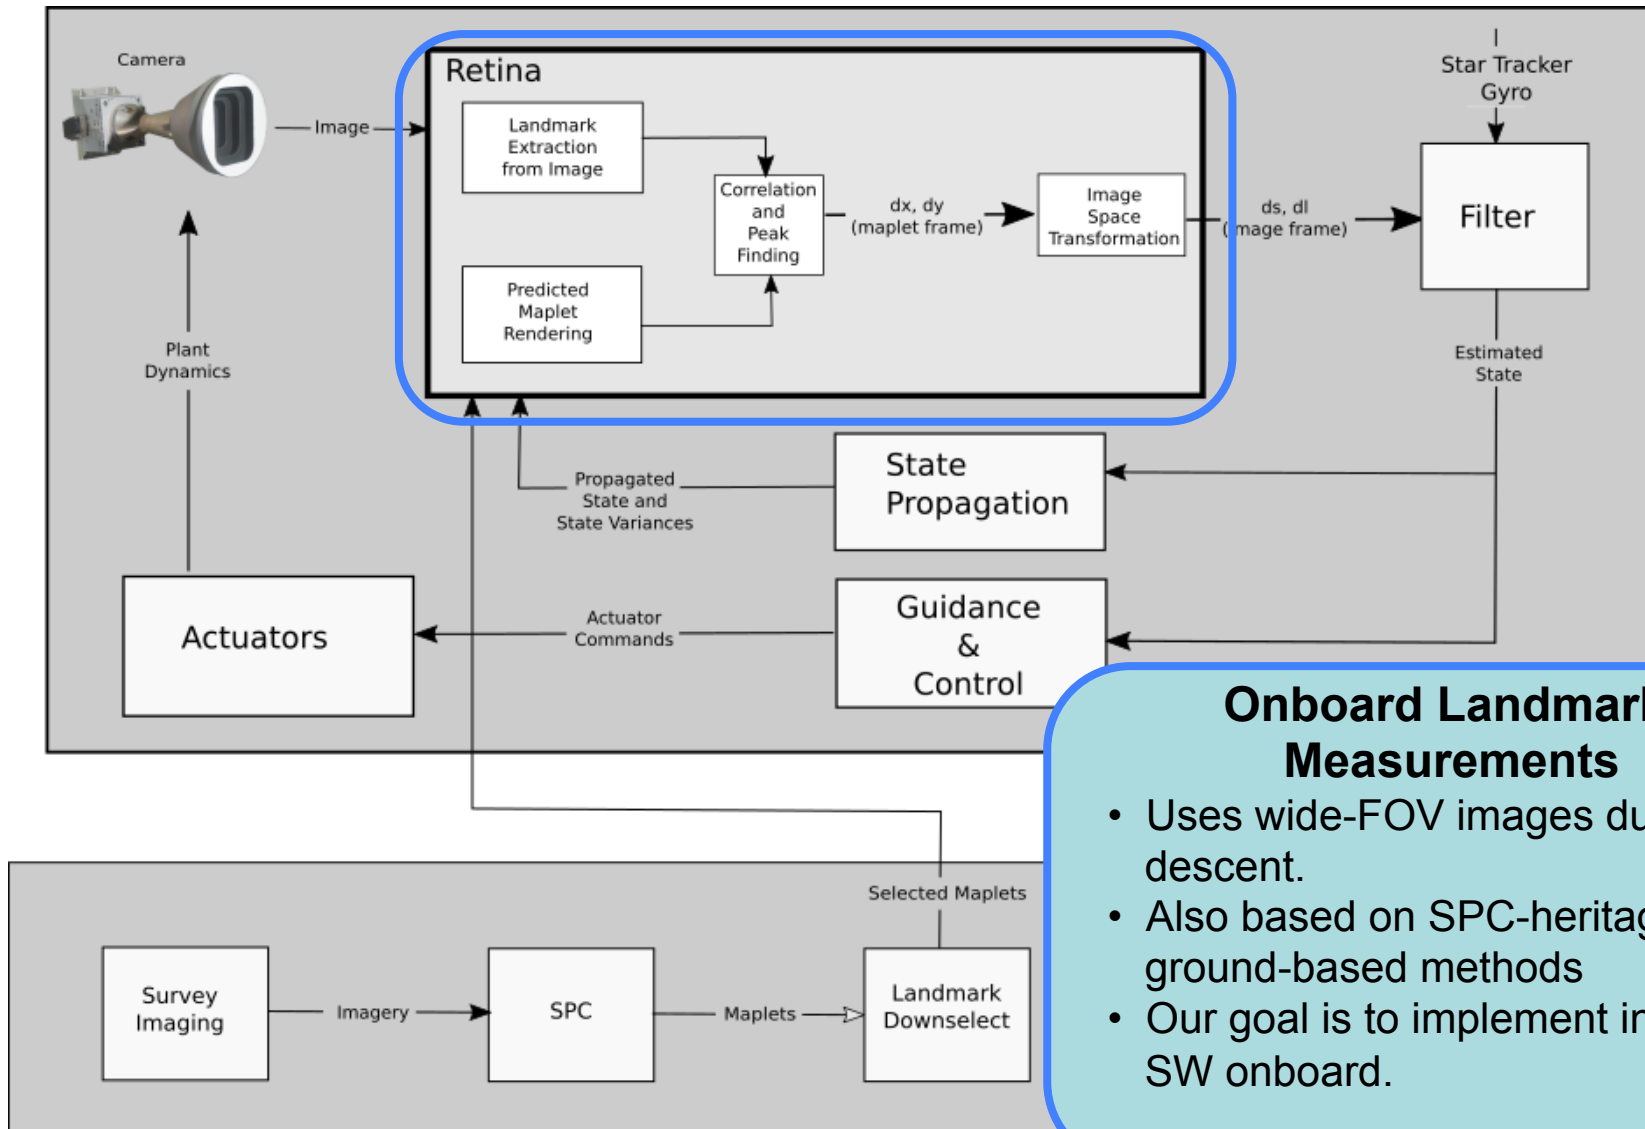 Camera
Image
Retina
Landmark
Extraction
from Image
Predicted
Maplet
Rendering
Correlation
and
Peak
Finding
dx, dy
(maplet frame)
Image
Space
Transformation
ds, dl
(image frame)
Star Tracker
Gyro
Filter
Estimated
State
Plant
Dynamics
State
Propagation
Propagated
State and
State Variances
Guidance
&
Control
Actuator
Commands
Actuators
Selected Maplets
Survey
Imaging
Imagery
SPC
Maplets
Landmark
Downselect
Onboard Landmark
Measurements
• Uses wide-FOV images du
descent.
• Also based on SPC-heritag
ground-based methods
• Our goal is to implement in
SW onboard.